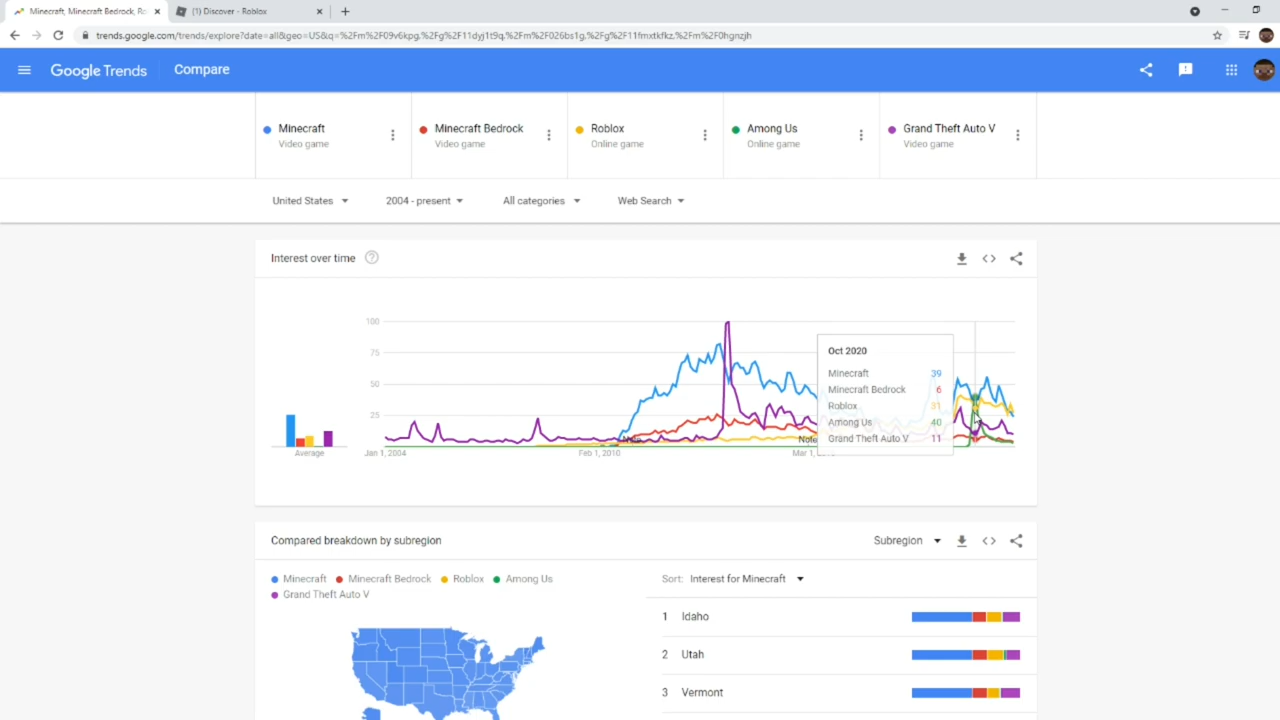 Minecraft, Minecraft Bedrock, Ro
(1) Discover - Roblox
trends.google.com/trends/explore?date=all&geo=US&q=%2Fm%2F09v6kpg,%2Fg%2F11dyj1t9q,%2Fm%2F026bs1g,%2Fg%2F11fmxtkfkz,%2Fm%2F0hgnzjh
Google Trends Compare
Minecraft
Video game
Minecraft Bedrock
Video game
Roblox
Online game
Among Us
Online game
Grand Theft Auto V
Video game
United States 2004 - present All categories Web Search
Interest over time
100
75
50
25
Average
Jan 1, 2004
Feb 1, 2010
Mar 1,
Note
Oct 2020
Minecraft 39
Minecraft Bedrock 6
Roblox 31
Among Us 40
Grand Theft Auto V 11
Compared breakdown by subregion
Subregion
Minecraft Minecraft Bedrock Roblox Among Us
Grand Theft Auto V
Sort: Interest for Minecraft
1 Idaho
2 Utah
3 Vermont